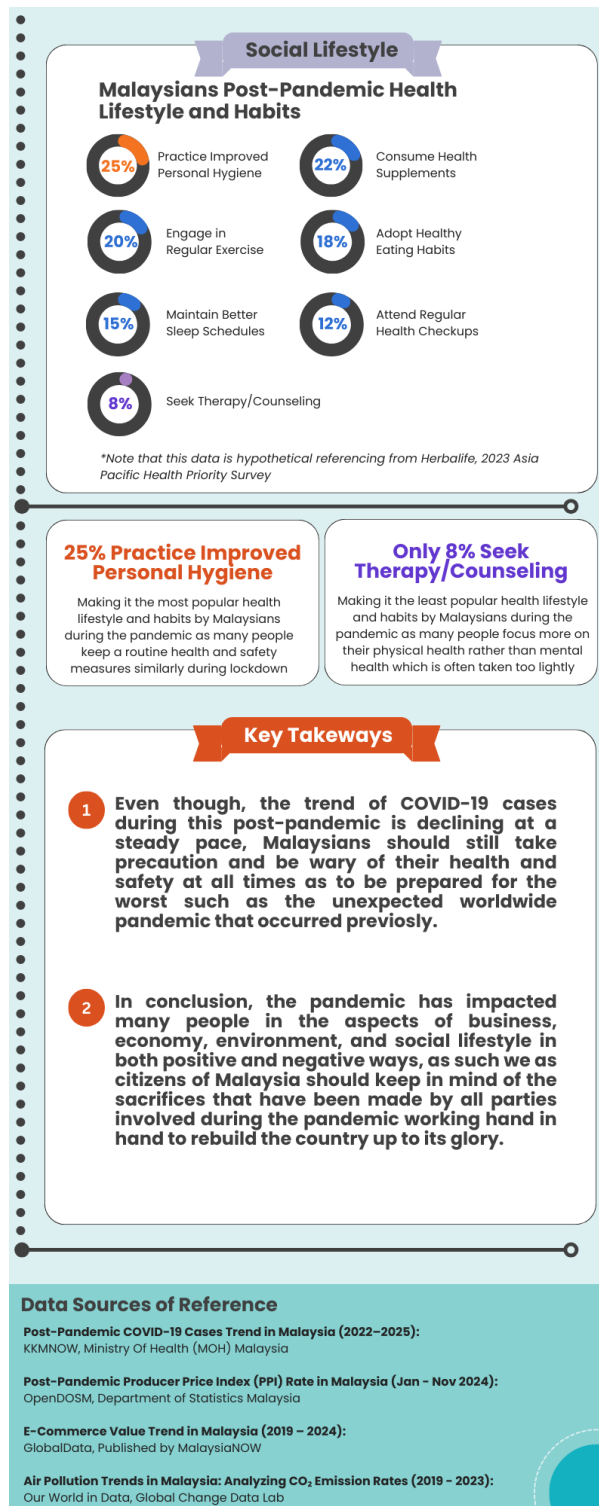 Social Lifestyle
Malaysians Post-Pandemic Health
Lifestyle and Habits
25%
Practice Improved
Personal Hygiene
22%
Consume Health
Supplements
20%
Engage in
Regular Exercise
18%
Adopt Healthy
Eating Habits
15%
Maintain Better
Sleep Schedules
12%
Attend Regular
Health Checkups
8%
Seek Therapy/Counseling
*Note that this data is hypothetical referencing from Herbalife, 2023 Asia
Pacific Health Priority Survey
25% Practice Improved
Personal Hygiene
Making it the most popular health
lifestyle and habits by Malaysians
during the pandemic as many people
keep a routine health and safety
measures similarly during lockdown
Only 8% Seek
Therapy/Counseling
Making it the least popular health lifestyle
and habits by Malaysians during the
pandemic as many people focus more on
their physical health rather than mental
health which is often taken too lightly
Key Takeways
1
Even though, the trend of COVID-19 cases
during this post-pandemic is declining at a
steady pace, Malaysians should still take
precaution and be wary of their health and
safety at all times as to be prepared for the
worst such as the unexpected worldwide
pandemic that occurred previosly.
2
In conclusion, the pandemic has impacted
many people in the aspects of business,
economy, environment, and social lifestyle in
both positive and negative ways, as such we as
citizens of Malaysia should keep in mind of the
sacrifices that have been made by all parties
involved during the pandemic working hand in
hand to rebuild the country up to its glory.
Data Sources of Reference
Post-Pandemic COVID-19 Cases Trend in Malaysia (2022–2025):
KKMNOW, Ministry Of Health (MOH) Malaysia
Post-Pandemic Producer Price Index (PPI) Rate in Malaysia (Jan - Nov 2024):
OpenDOSM, Department of Statistics Malaysia
E-Commerce Value Trend in Malaysia (2019 – 2024):
GlobalData, Published by MalaysiaNOW
Air Pollution Trends in Malaysia: Analyzing CO₂ Emission Rates (2019 - 2023):
Our World in Data, Global Change Data Lab